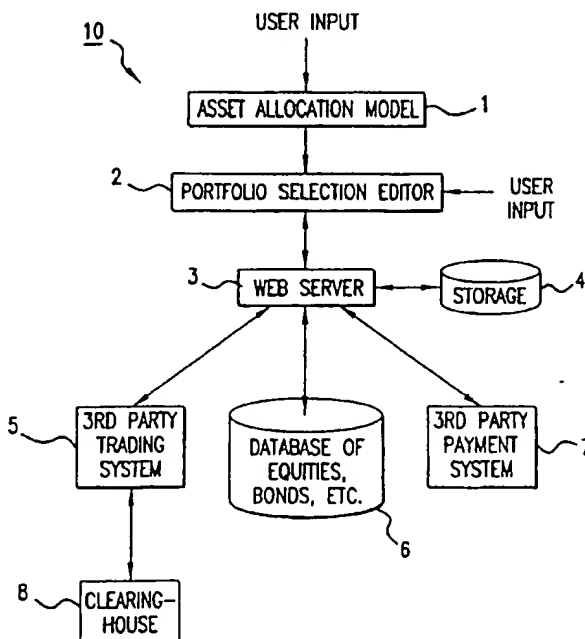 USER INPUT
10
ASSET ALLOCATION MODEL
1
2
PORTFOLIO SELECTION EDITOR
USER
INPUT
3
WEB SERVER
STORAGE
4
5
3RD PARTY
TRADING
SYSTEM
DATABASE OF
EQUITIES,
BONDS, ETC.
6
3RD PARTY
PAYMENT
SYSTEM
7
8
CLEARING-
HOUSE